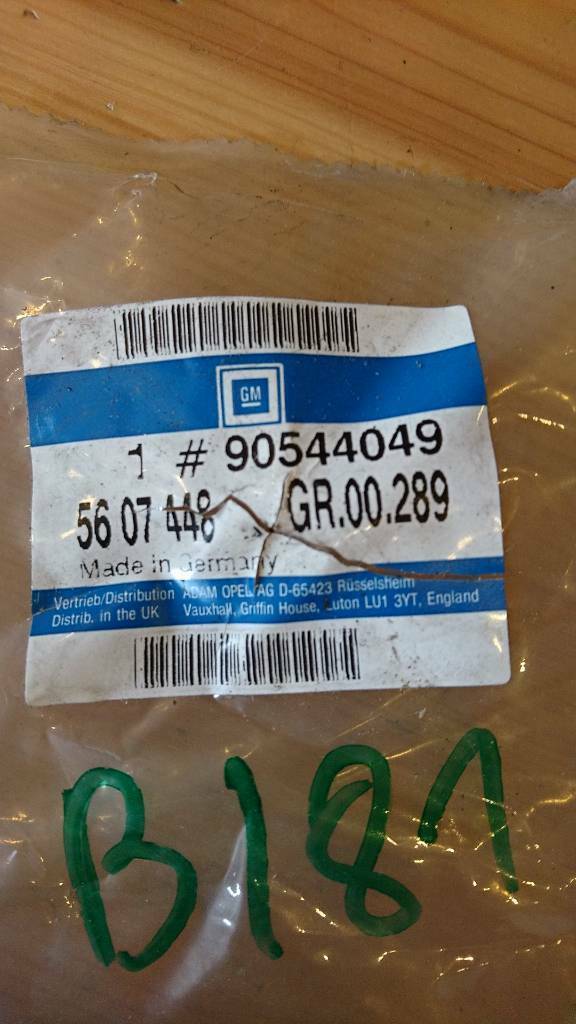 GM
1 # 90544049
56 07 448 GR.00.289
Made in Germany
Vertrieb/Distribution ADAM OPEL AG D-65423 Rüsselsheim
Distrib. in the UK Vauxhall, Griffin House, Luton LU1 3YT, England
B181